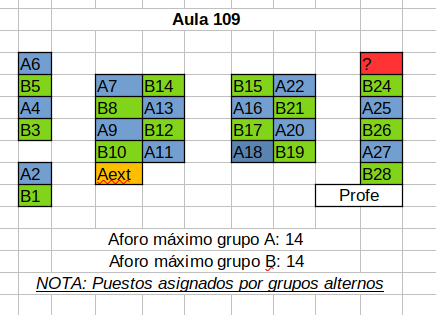 Aula 109
A6 ?
B5 A7 B14 B15 A22 B24
A4 B8 A13 A16 B21 A25
B3 A9 B12 B17 A20 B26
B10 A11 A18 B19 A27
A2 Aext B28
B1 Profe
Aforo máximo grupo A: 14
Aforo máximo grupo B: 14
NOTA: Puestos asignados por grupos alternos